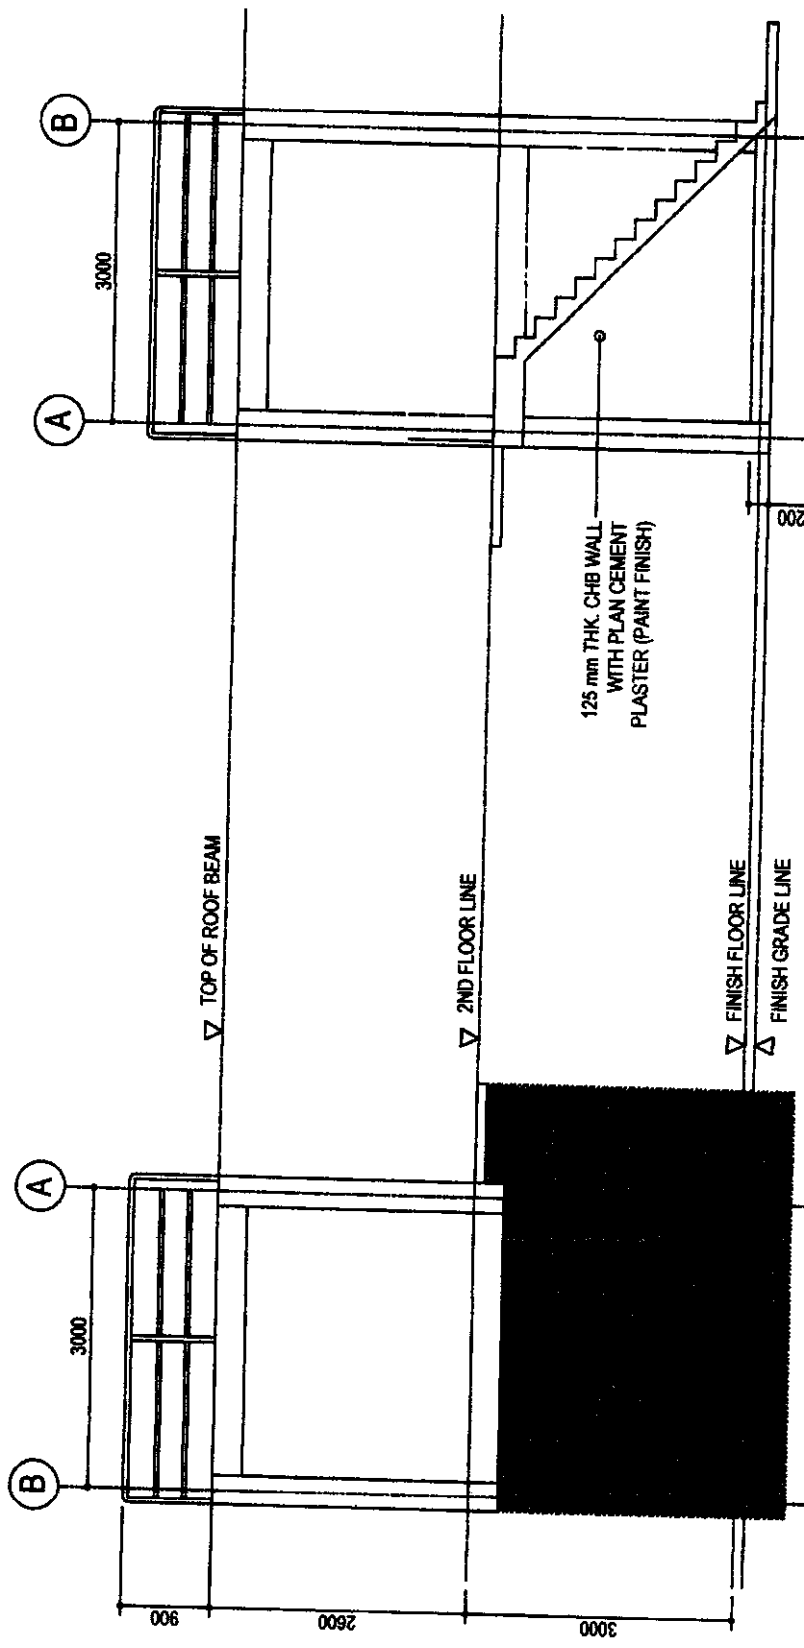 B
A
A
B
3000
3000
900
2600
3000
TOP OF ROOF BEAM
2ND FLOOR LINE
FINISH FLOOR LINE
FINISH GRADE LINE
125 mm THK. CHB WALL
WITH PLAN CEMENT
PLASTER (PAINT FINISH)
200